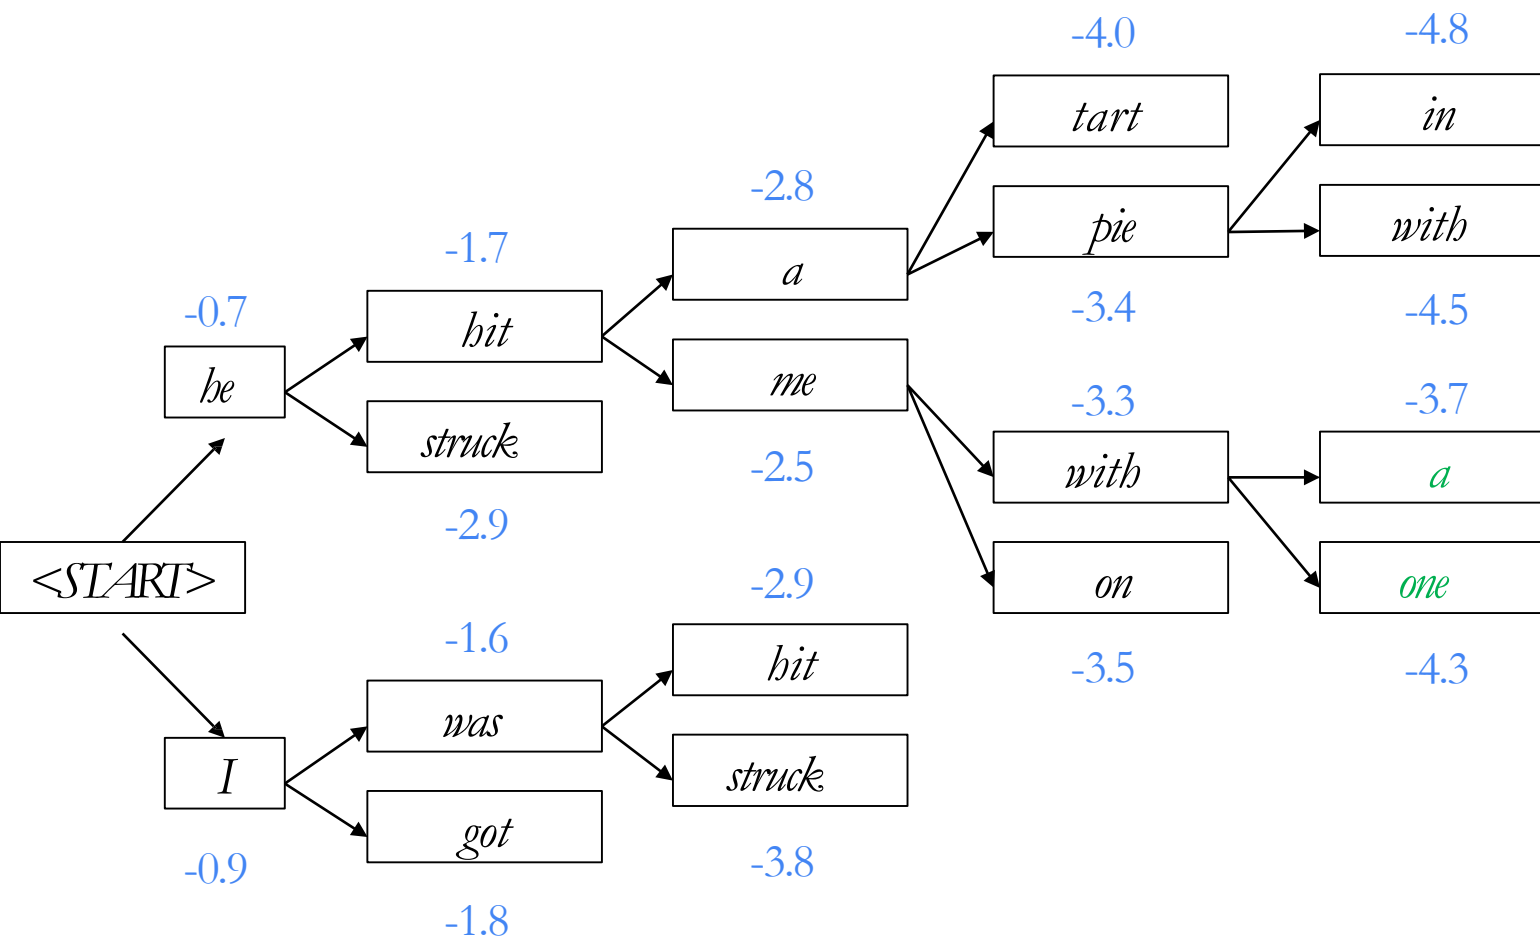 -4.0
-4.8
tart
in
-2.8
pie
with
-1.7
a
-0.7
hit
-3.4
-4.5
he
me
-3.3
-3.7
struck
-2.5
with
a
-2.9
<START>
-2.9
on
one
-1.6
hit
-3.5
-4.3
was
I
struck
got
-0.9
-3.8
-1.8